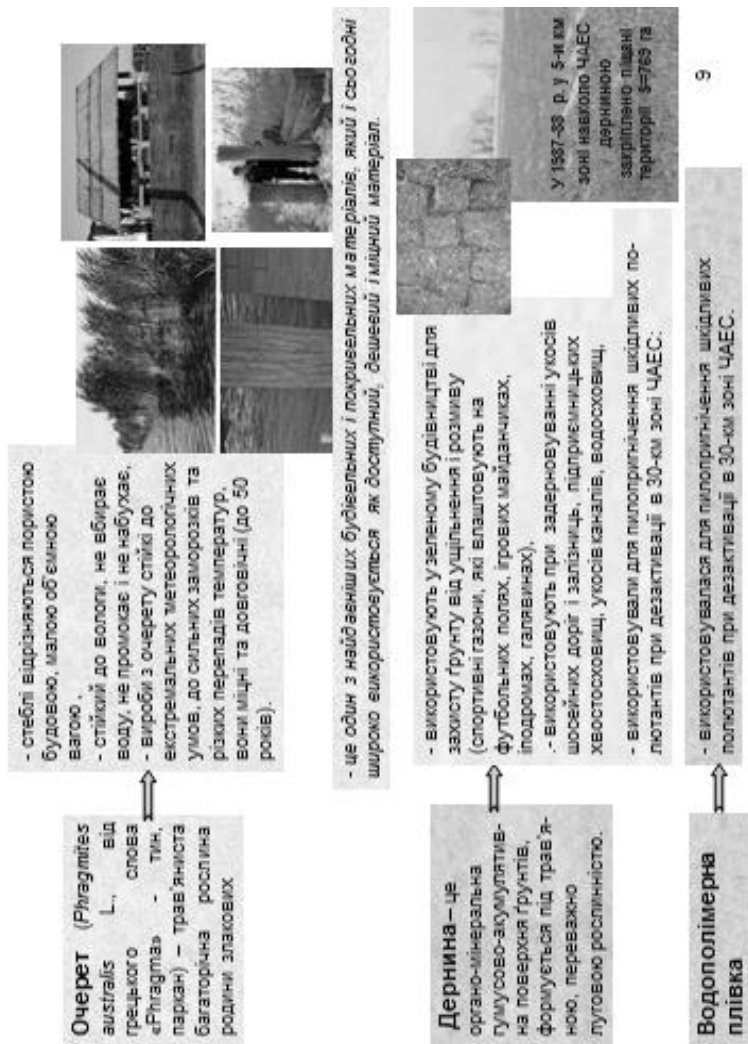 Очерет (Phragmites
australis L., від
грецького слова
«Phragma» - тин,
паркан) – трав`яниста
багаторічна рослина
родини злакових
- стеблі відрізняються пористою
будовою, малою об`ємною
вагою .
- стійкий до вологи, не вбирає
воду, не промокає і не набухає,
- вироби з очерету стійкі до
екстремальних метеорологічних
умов, до сильних заморозків та
різких перепадів температур,
вони міцні та довговічні (до 50
років).
- це один з найдавніших будівельних і покрівельних матеріалів, який і сьогодні
широко використовується як доступний, дешевий і міцний матеріал.
Дернина – це
органо-мінеральна
гумусово-акумулятив-
на поверхня ґрунтів,
формується під трав`я-
ною, переважно
луговою рослинністю.
- використовують у зеленому будівництві для
захисту ґрунту від ущільнення і розмиву
(спортивні газони, які влаштовують на
футбольних полях, ігрових майданчиках,
іподромах, галявинах),
.- використовують при задерновуванні укосів
шосейних доріг і залізниць, підприємницьких
хвостосховищ, укосів каналів, водосховищ,
- використовували для пилопригнічення шкідливих по-
лютантів при дезактивації в 30-км зоні ЧАЕС:
У 1987-88 р. у 5-и км
зоні навколо ЧАЕС
дерниною
закріплено піщані
території S=769 га
Водополімерна
плівка
- використовувалася для пилопригнічення шкідливих
полютантів при дезактивації в 30-км зоні ЧАЕС.
9